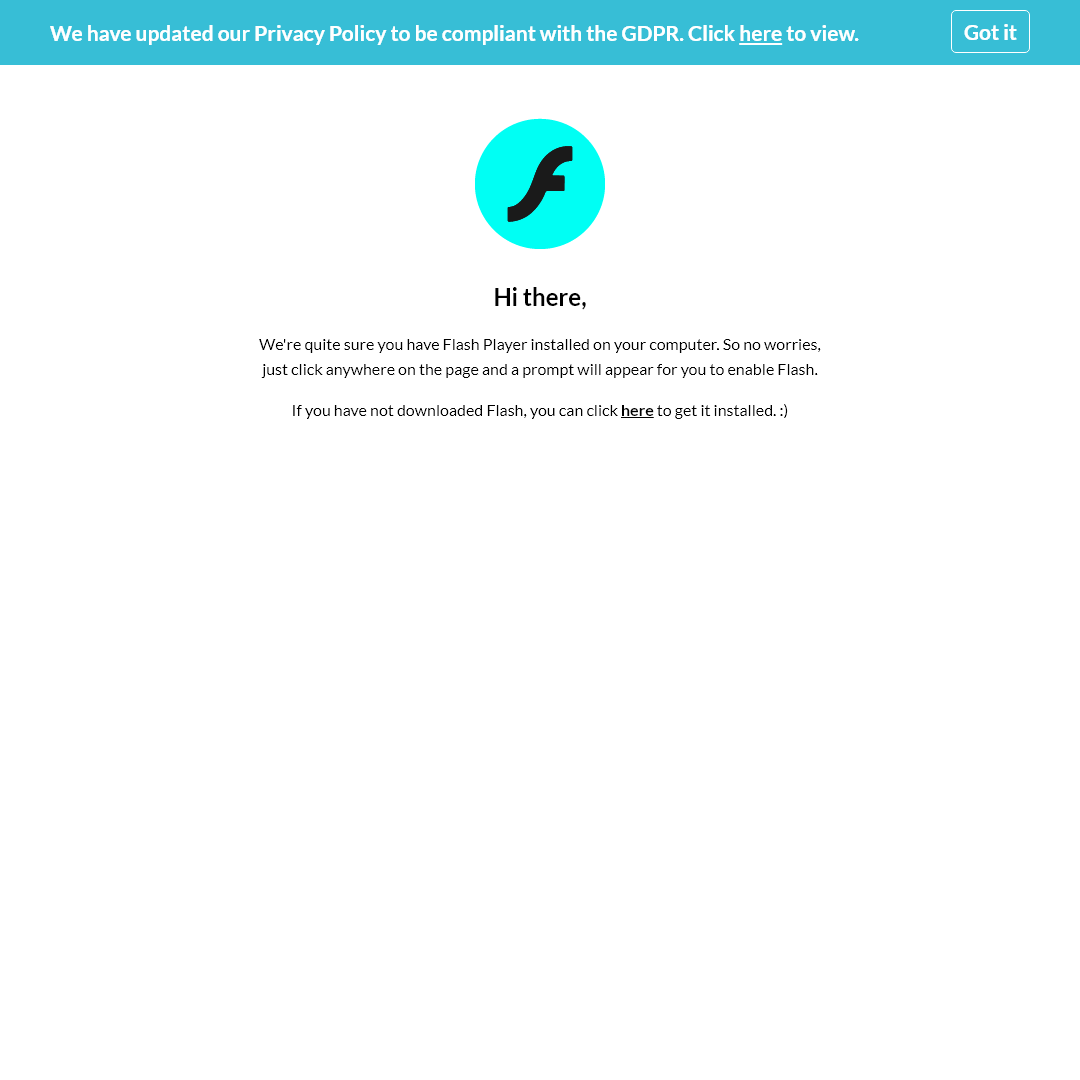 We have updated our Privacy Policy to be compliant with the GDPR. Click here to view.
Got it
Hi there,
We're quite sure you have Flash Player installed on your computer. So no worries,
just click anywhere on the page and a prompt will appear for you to enable Flash.
If you have not downloaded Flash, you can click here to get it installed. :)